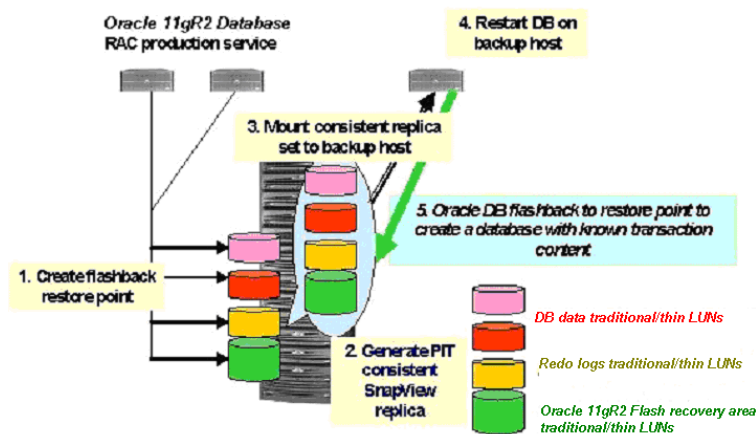 Oracle 11gR2 Database
RAC production service
4. Restart DB on
backup host
3. Mount consistent replica
set to backup host
5. Oracle DB flashback to restore point to
create a database with known transaction
content
1. Create flashback
restore point
2. Generate PIT
consistent
SnapView
replica
DB data traditional/thin LUNs
Redo logs traditional/thin LUNs
Oracle 11gR2 Flash recovery area
traditional/thin LUNs